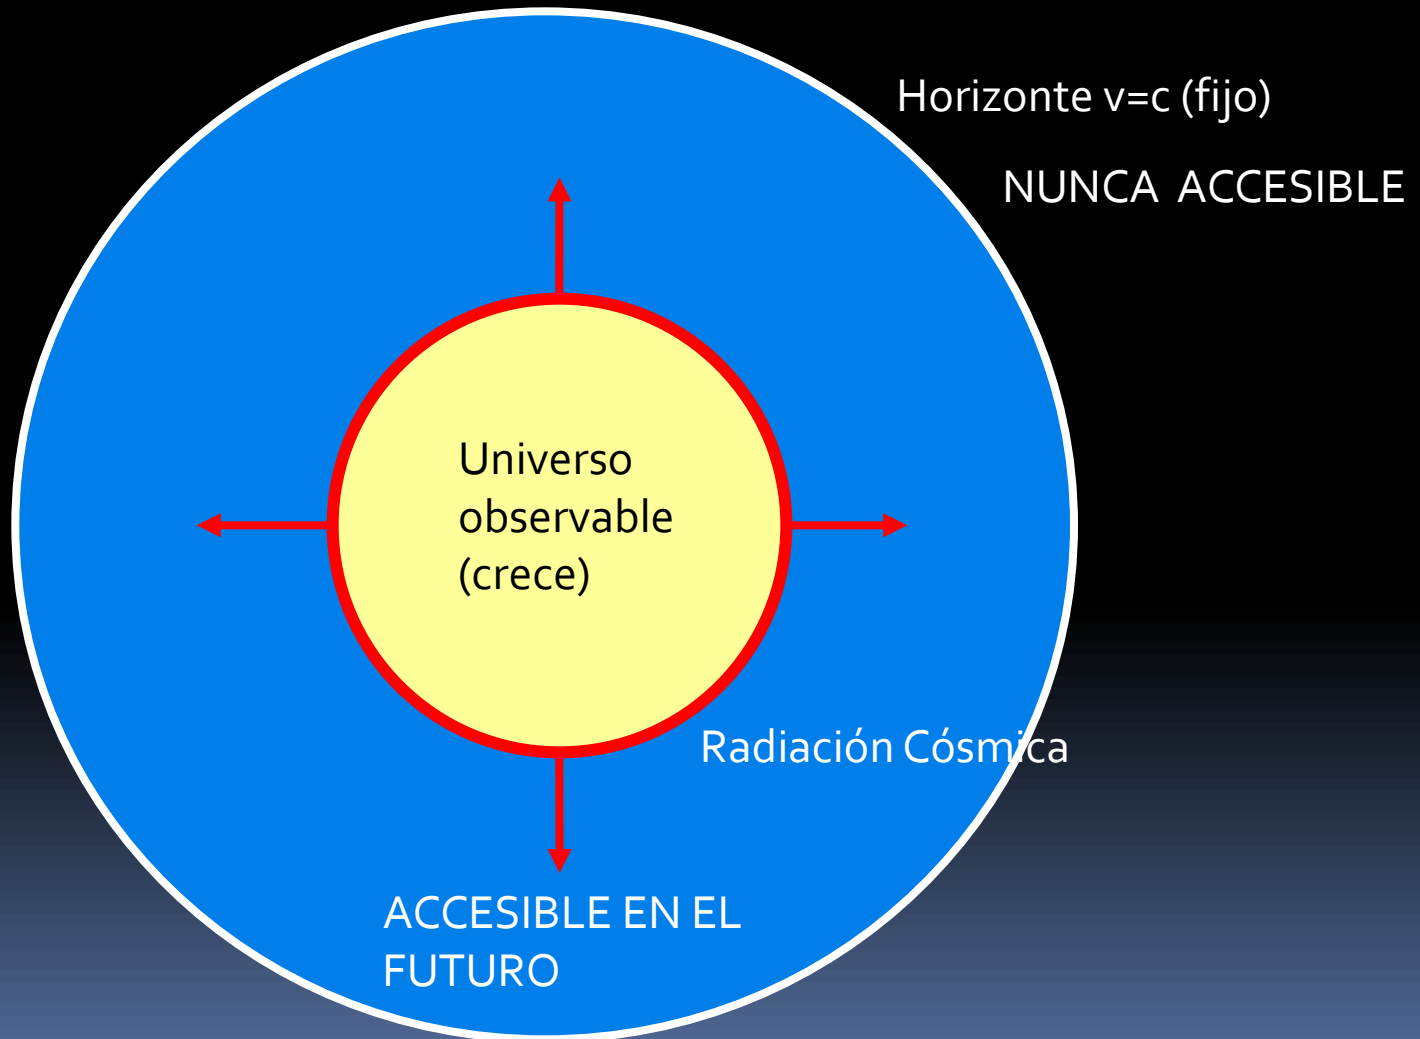 Horizonte v=c (fijo)
NUNCA ACCESIBLE
Universo
observable
(crece)
Radiación Cósmica
ACCESIBLE EN EL
FUTURO